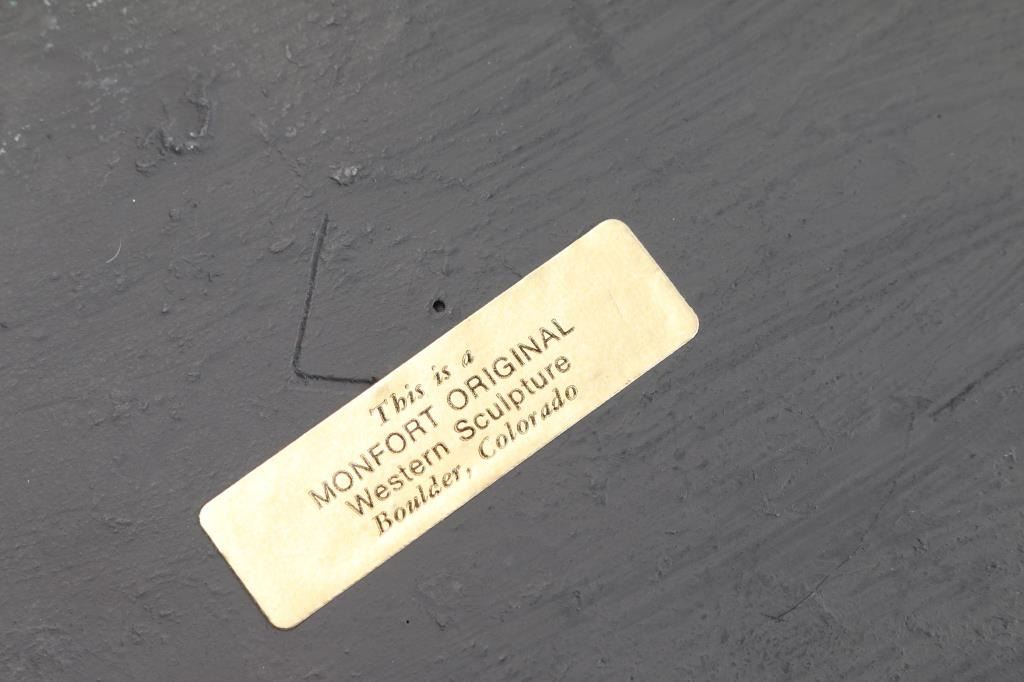 This is a
MONFORT ORIGINAL
Western Sculpture
Boulder, Colorado